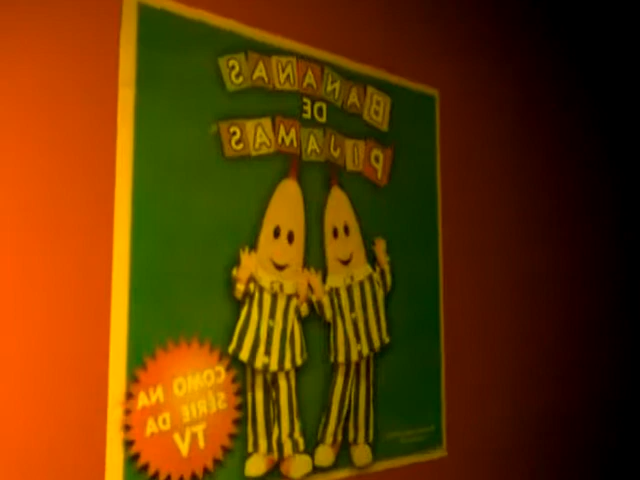 BANANAS
DE
PIJAMAS
COMO NA
SÉRIE DA
TV